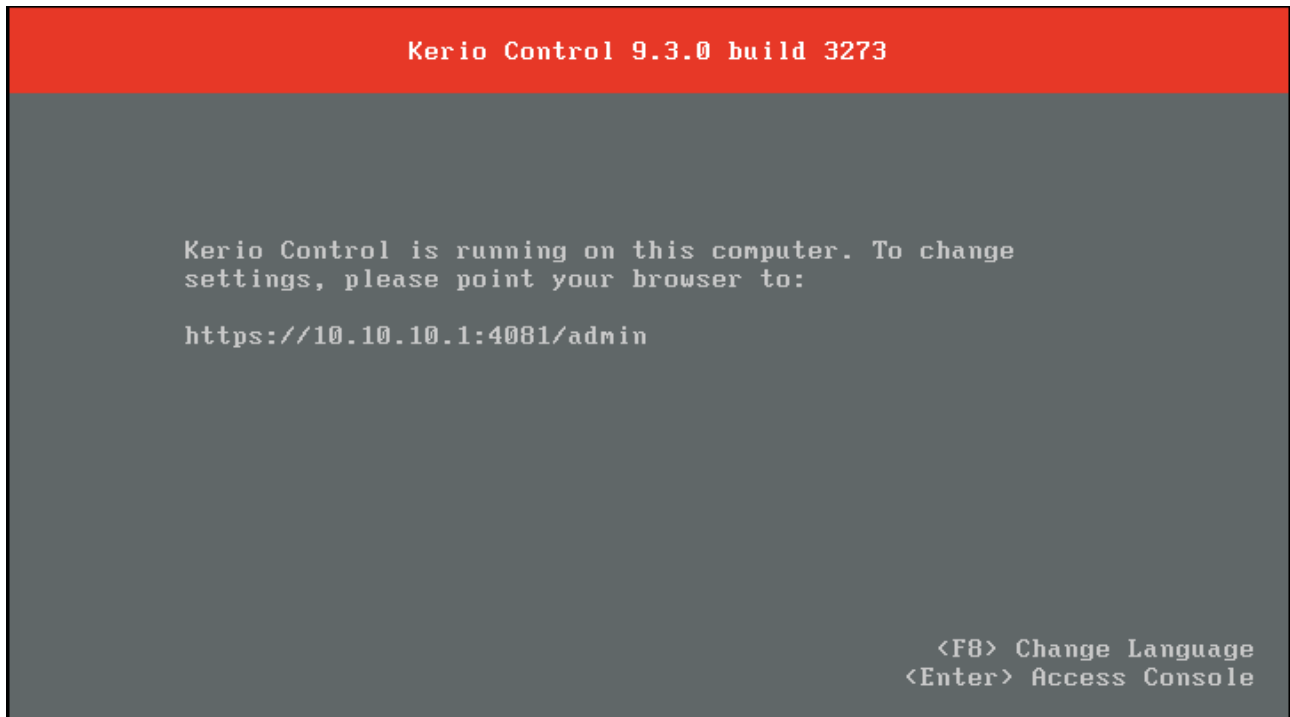 Kerio Control 9.3.0 build 3273
Kerio Control is running on this computer. To change
settings, please point your browser to:
https://10.10.10.1:4081/admin
<F8> Change Language
<Enter> Access Console